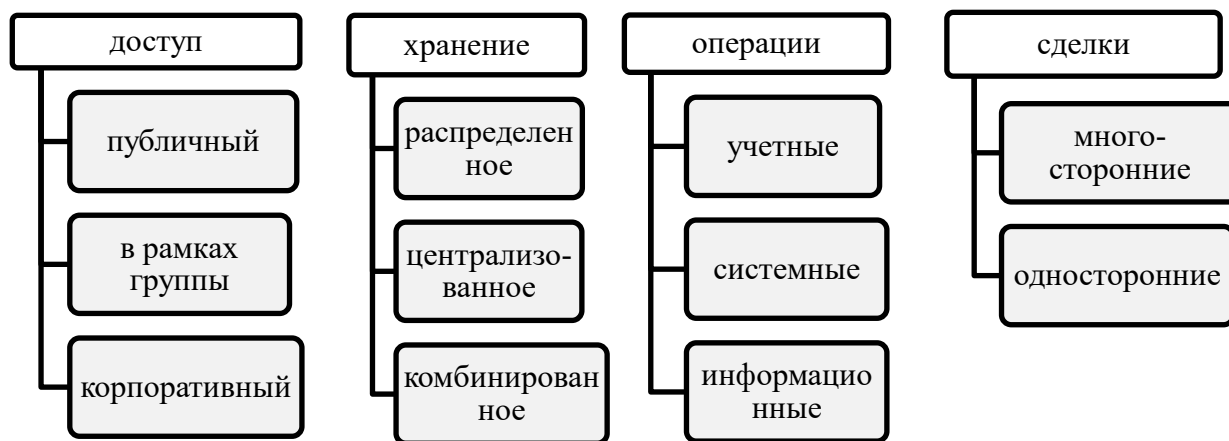 доступ
публичный
в рамках
группы
корпоративный
хранение
распределен
ное
централизо-
ванное
комбинирован
ное
операции
учетные
системные
информацио
нные
сделки
много-
сторонние
односторонние